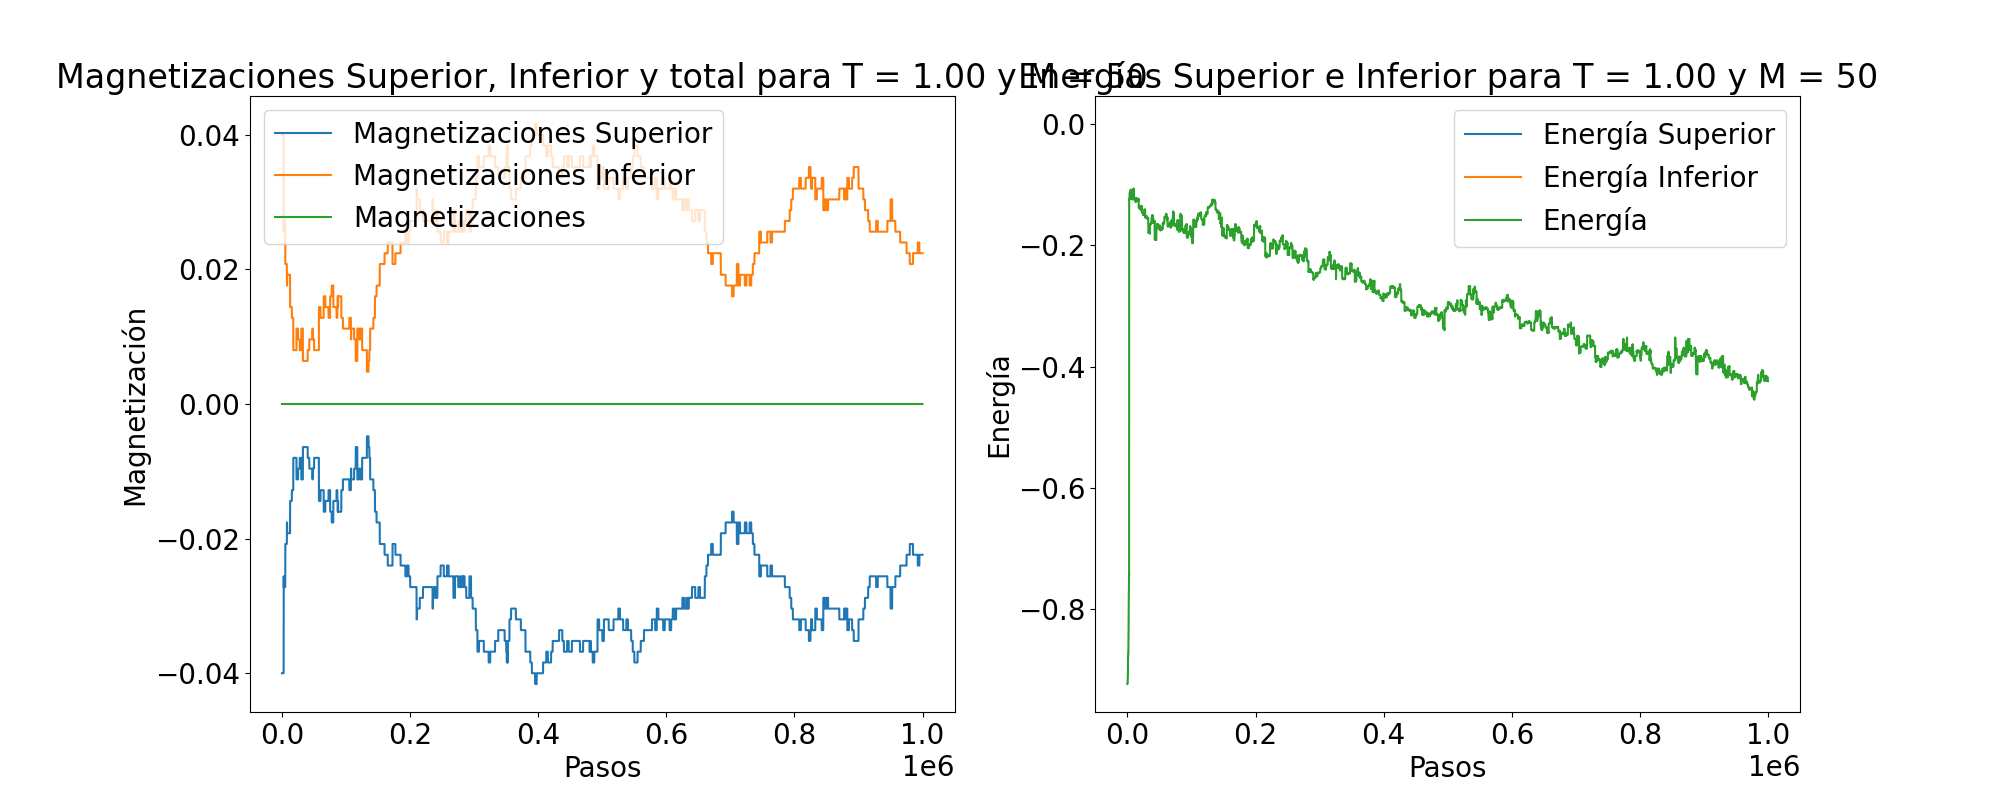 Magnetizaciones Superior, Inferior y total para T = 1.00 y M = 50
Energías Superior e Inferior para T = 1.00 y M = 50
Magnetizaciones Superior
Magnetizaciones Inferior
Magnetizaciones
0.04
0.02
0.00
−0.02
−0.04
Magnetización
0.0
0.2
0.4
0.6
0.8
1.0
1e6
Pasos
Energía Superior
Energía Inferior
Energía
0.0
−0.2
−0.4
−0.6
−0.8
Energía
0.0
0.2
0.4
0.6
0.8
1.0
1e6
Pasos